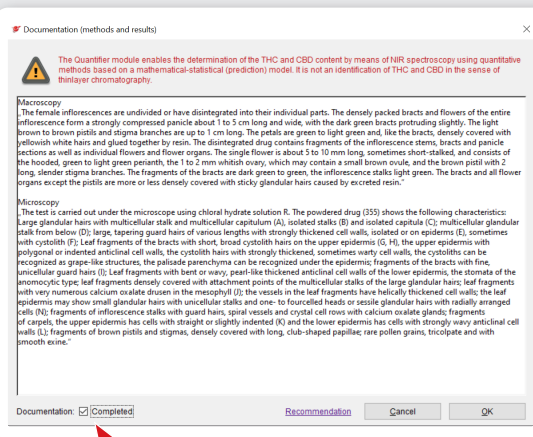 Documentation (methods and results)
The Quantifier module enables the determination of the THC and CBD content by means of NIR spectroscopy using quantitative
methods based on a mathematical-statistical (prediction) model. It is not an identification of THC and CBD in the sense of
thinlayer chromatography.
Macroscopy
„The female inflorescences are undivided or have disintegrated into their individual parts. The densely packed bracts and flowers of the entire
inflorescence form a strongly compressed panicle about 1 to 5 cm long and wide, with the dark green bracts protruding slightly. The light
brown to brown pistils and stigma branches are up to 1 cm long. The petals are green to light green and, like the bracts, densely covered with
yellowish white hairs and glued together by resin. The disintegrated drug contains fragments of the inflorescence stems, bracts and panicle
sections as well as individual flowers and flower organs. The single flower is about 5 to 10 mm long, sometimes short-stalked, and consists of
the hooded, green to light green perianth, the 1 to 2 mm whitish ovary, which may contain a small brown ovule, and the brown pistil with 2
long, slender stigma branches. The fragments of the bracts are dark green to green, the inflorescence stalks light green. The bracts and all flower
organs except the pistils are more or less densely covered with sticky glandular hairs caused by excreted resin.“
Microscopy
„The test is carried out under the microscope using chloral hydrate solution R. The powdered drug (355) shows the following characteristics:
Large glandular hairs with multicellular stalk and multicellular capitulum (A), isolated stalks (B) and isolated capitula (C); multicellular glandular
stalk from below (D); large, tapering guard hairs of various lengths with strongly thickened cell walls, isolated or on epiderms (E), sometimes
with cystolith (F); Leaf fragments of the bracts with short, broad cystolith hairs on the upper epidermis (G, H), the upper epidermis with
polygonal or indented anticlinal cell walls, the cystolith hairs with strongly thickened, sometimes warty cell walls, the cystoliths can be
recognized as grape-like structures, the palisade parenchyma can be recognized under the epidermis; fragments of the bracts with fine,
unicellular guard hairs (I); Leaf fragments with bent or wavy, pearl-like thickened anticlinal cell walls of the lower epidermis, the stomata of the
anomocytic type; leaf fragments densely covered with attachment points of the multicellular stalks of the large glandular hairs; leaf fragments
with very numerous calcium oxalate drusen in the mesophyll (J); the vessels in the leaf fragments have helically thickened cell walls; the leaf
epidermis may show small glandular hairs with unicellular stalks and one- to fourcelled heads or sessile glandular hairs with radially arranged
cells (N); fragments of inflorescence stalks with guard hairs, spiral vessels and crystal cell rows with calcium oxalate glands; fragments
of carpels, the upper epidermis has cells with straight or slightly indented (K) and the lower epidermis has cells with strongly wavy anticlinal cell
walls (L); fragments of brown pistils and stigmas, densely covered with long, club-shaped papillae; rare pollen grains, tricolpate and with
smooth exine.“
Documentation: Completed
Recommendation
Cancel
OK